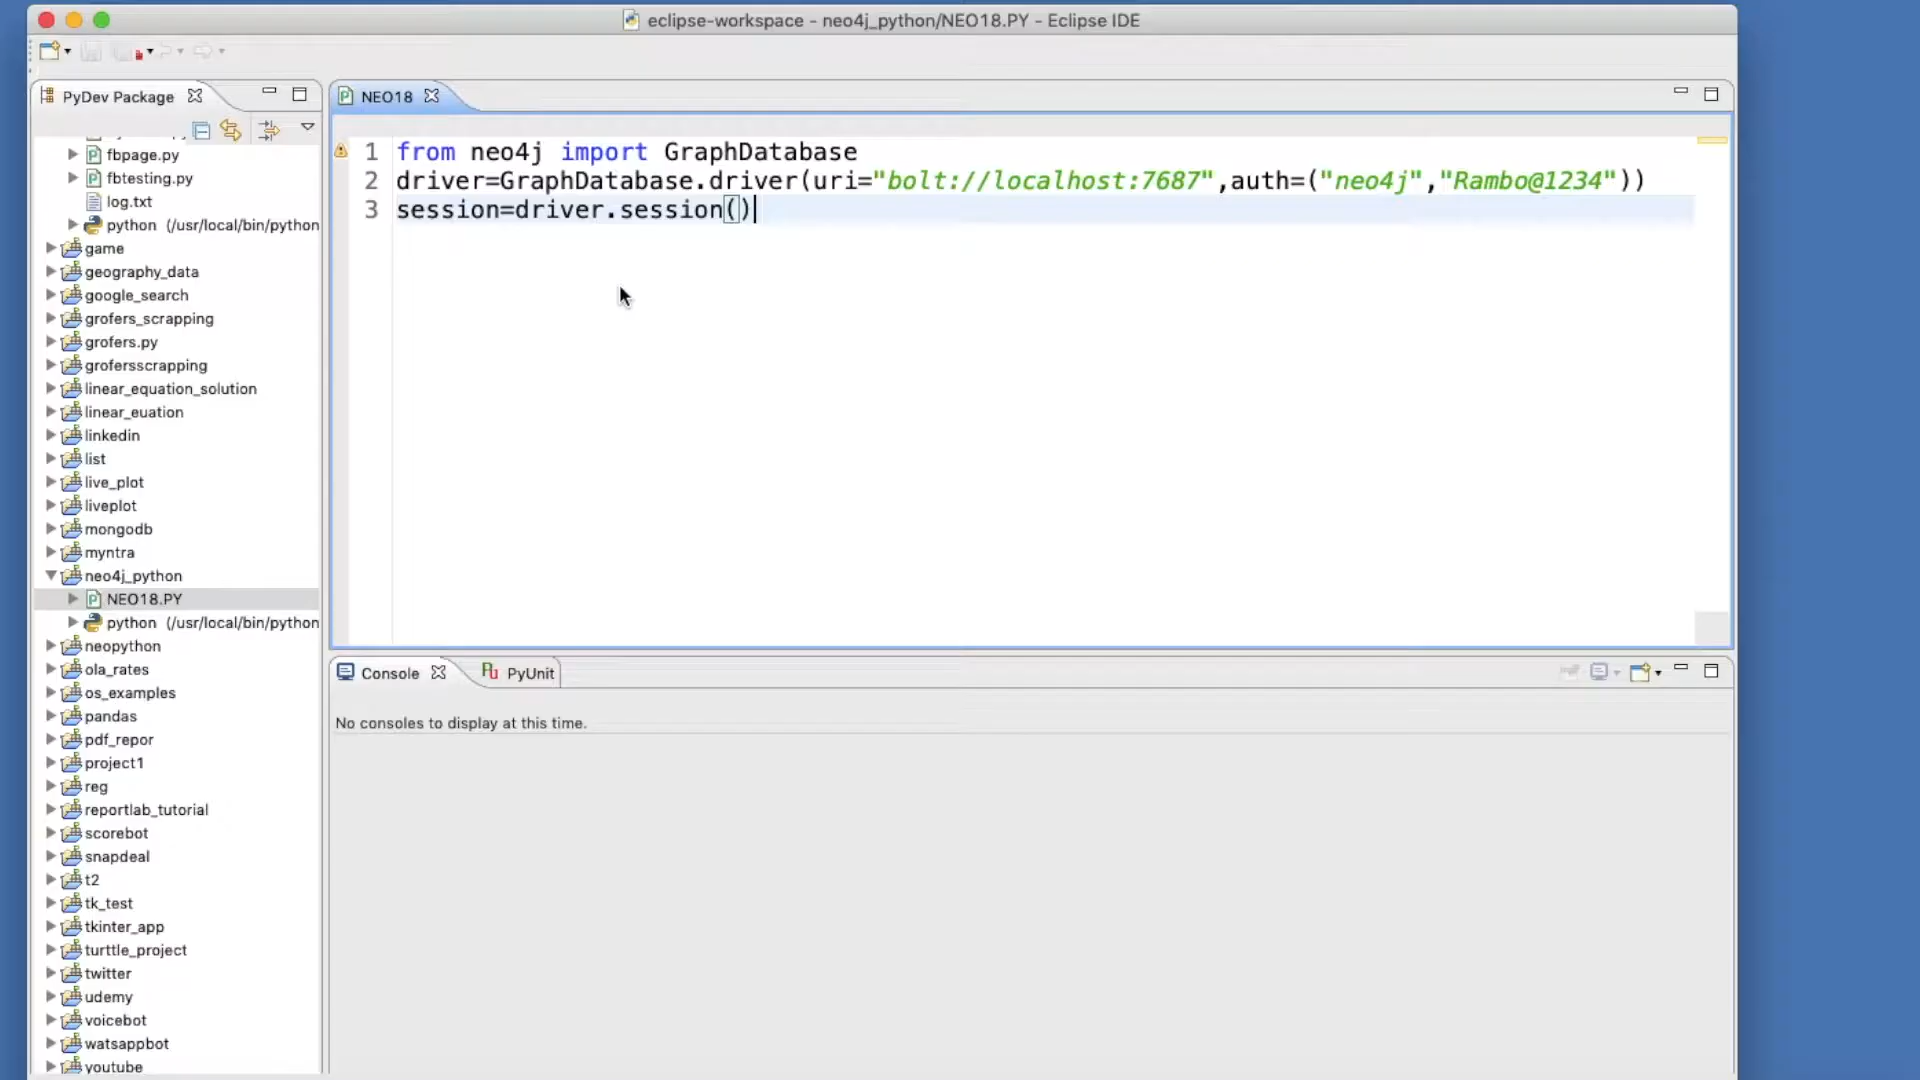 eclipse-workspace - neo4j_python/NEO18.PY - Eclipse IDE
PyDev Package
fbpage.py
fbtesting.py
log.txt
python (/usr/local/bin/python
game
geography_data
google_search
grofers_scrapping
grofers.py
grofersscrapping
linear_equation_solution
linear_euation
linkedin
list
live_plot
liveplot
mongodb
myntra
neo4j_python
NEO18.PY
python (/usr/local/bin/python
neopython
ola_rates
os_examples
pandas
pdf_repor
project1
reg
reportlab_tutorial
scorebot
snapdeal
t2
tk_test
tkinter_app
turttle_project
twitter
udemy
voicebot
watsappbot
youtube
NEO18
1 from neo4j import GraphDatabase
2 driver=GraphDatabase.driver(uri="bolt://localhost:7687",auth=("neo4j","Rambo@1234"))
3 session=driver.session()
Console
PyUnit
No consoles to display at this time.